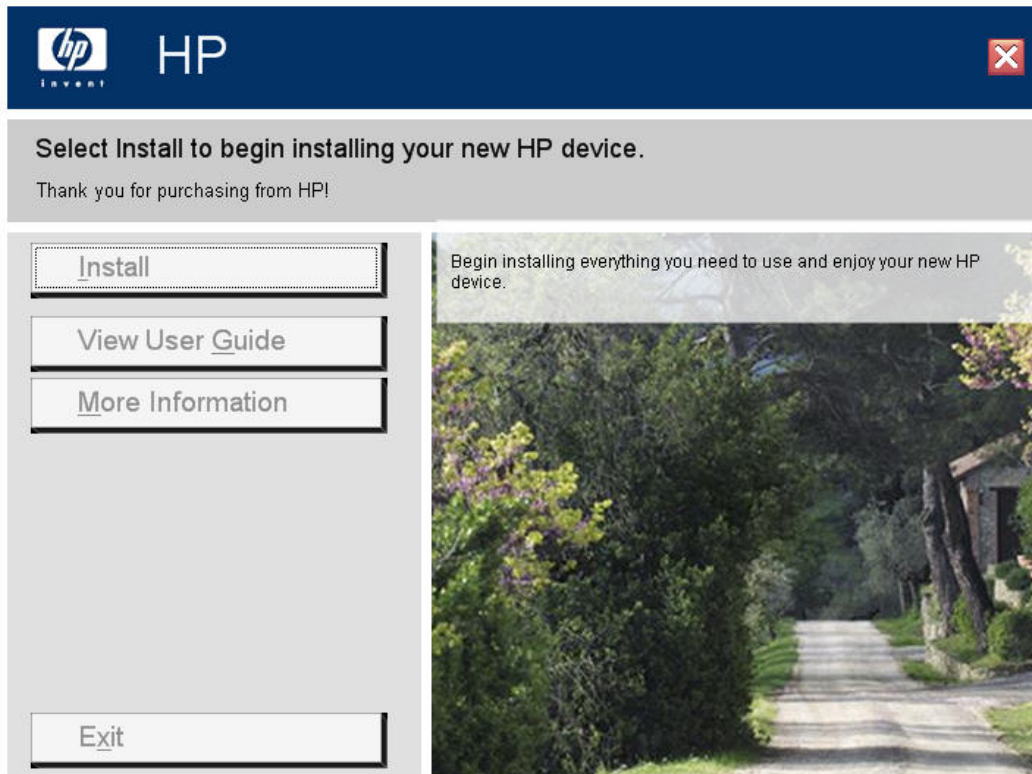 hp
invent
HP
Select Install to begin installing your new HP device.
Thank you for purchasing from HP!
Install
View User Guide
More Information
Exit
Begin installing everything you need to use and enjoy your new HP
device.